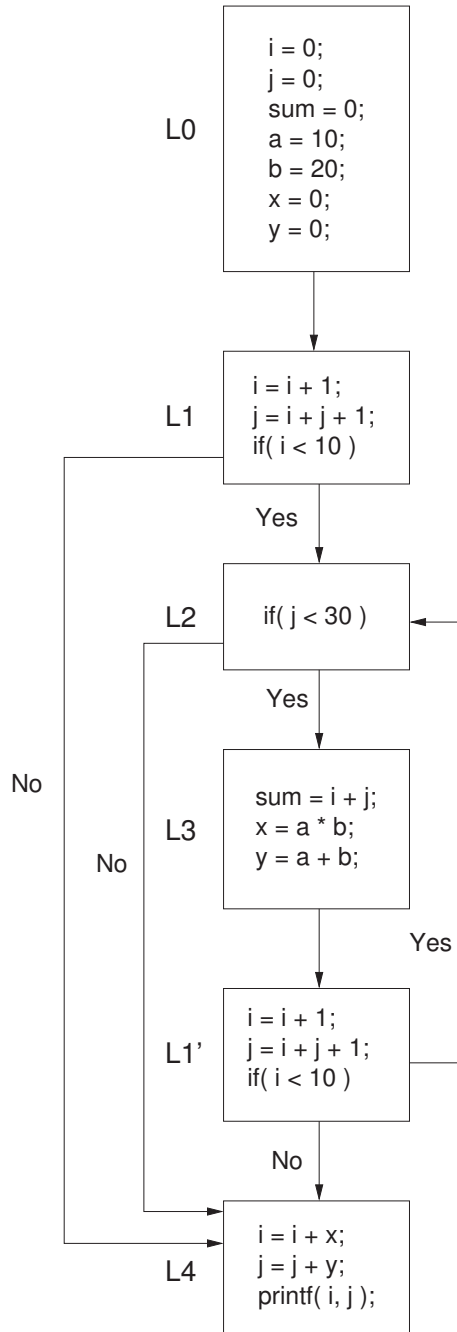 i = 0;
j = 0;
sum = 0;
L0
a = 10;
b = 20;
x = 0;
y = 0;
L1
i = i + 1;
j = i + j + 1;
if( i < 10 )
Yes
L2
if( j < 30 )
Yes
No
No
L3
sum = i + j;
x = a * b;
y = a + b;
Yes
L1'
i = i + 1;
j = i + j + 1;
if( i < 10 )
No
L4
i = i + x;
j = j + y;
printf( i, j );